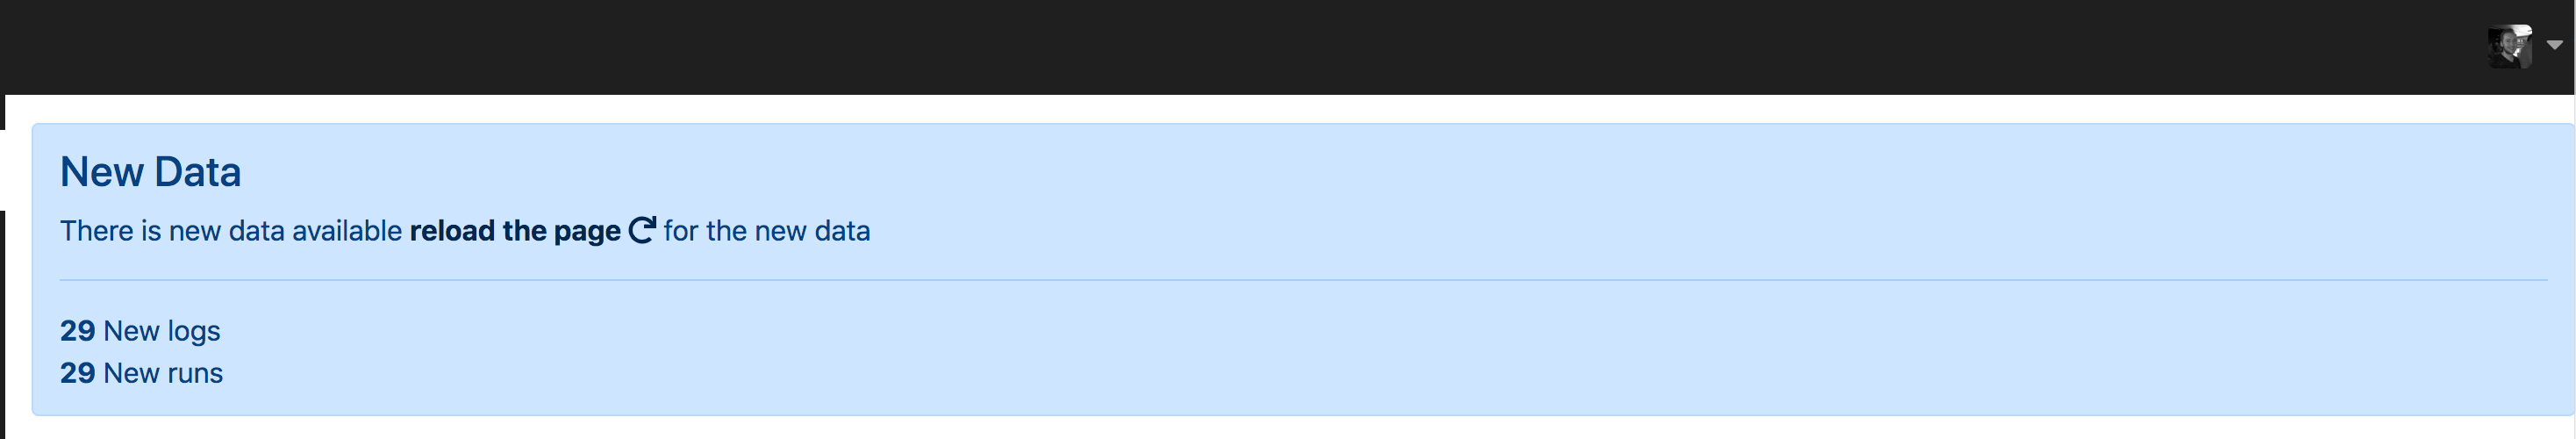 New Data
There is new data available reload the page for the new data
29 New logs
29 New runs